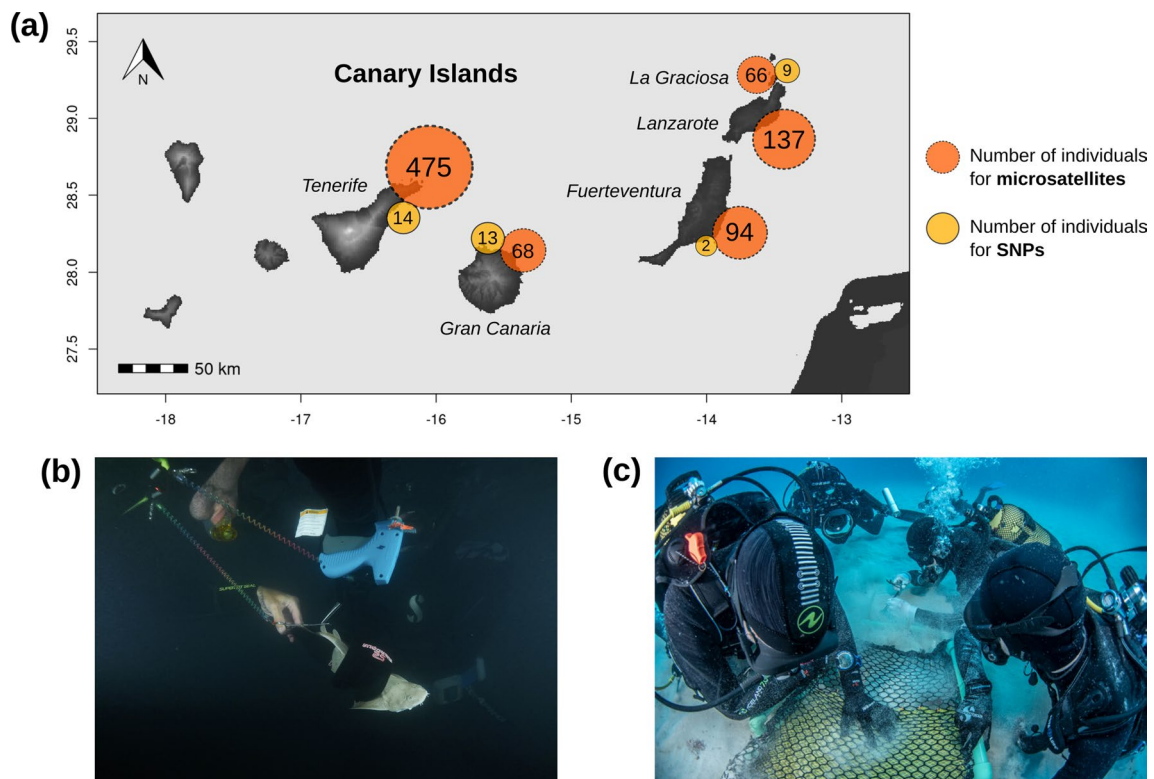 (a)
Canary Islands
N
La Graciosa
66
9
Lanzarote
137
475
Tenerife
14
Fuerteventura
94
2
13
68
Gran Canaria
50 km
29.5
29.0
28.5
28.0
27.5
-18
-17
-16
-15
-14
-13
Number of individuals
for microsatellites
Number of individuals
for SNPs
(b)
(c)